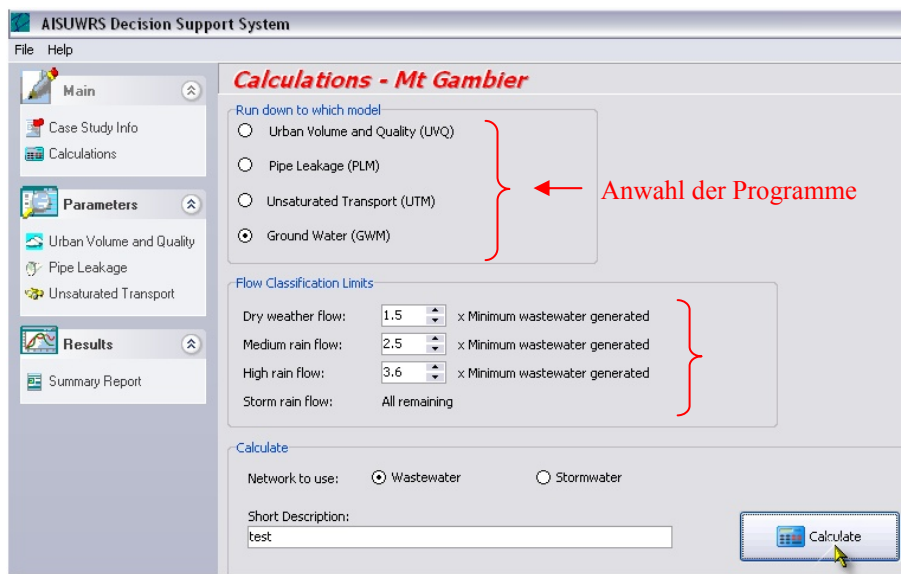 AISUWRS Decision Support System
File Help
Main
Case Study Info
Calculations
Parameters
Urban Volume and Quality
Pipe Leakage
Unsaturated Transport
Results
Summary Report
Calculations - Mt Gambier
Run down to which model
Urban Volume and Quality (UVQ)
Pipe Leakage (PLM)
Unsaturated Transport (UTM)
Ground Water (GWM)
Anwahl der Programme
Flow Classification Limits
Dry weather flow: 1.5 x Minimum wastewater generated
Medium rain flow: 2.5 x Minimum wastewater generated
High rain flow: 3.6 x Minimum wastewater generated
Storm rain flow: All remaining
Calculate
Network to use: Wastewater Stormwater
Short Description:
test
Calculate